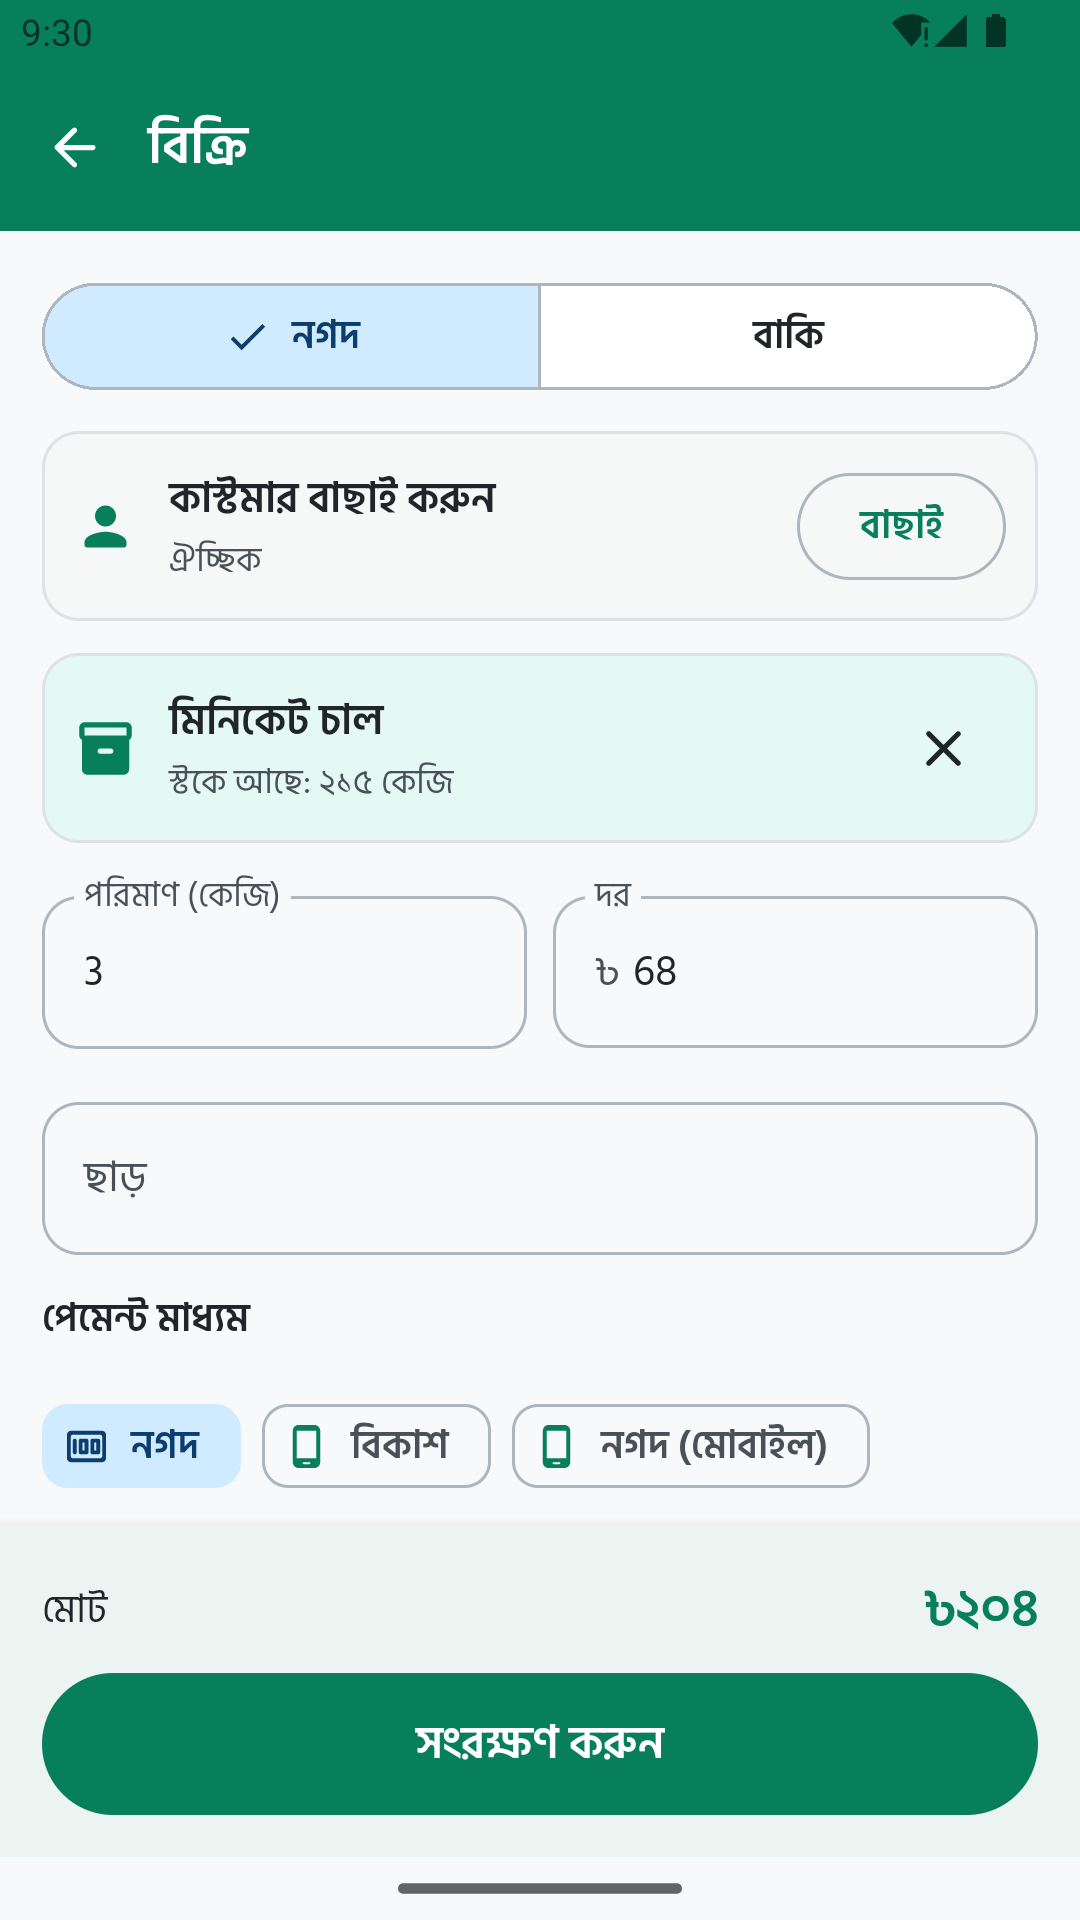 9:30
বিক্রি
নগদ
বাকি
কাস্টমার বাছাই করুন
ঐচ্ছিক
বাছাই
মিনিকেট চাল
স্টকে আছে: ২১৫ কেজি
পরিমাণ (কেজি)
3
দর
৳ 68
ছাড়
পেমেন্ট মাধ্যম
নগদ
বিকাশ
নগদ (মোবাইল)
মোট
৳২০৪
সংরক্ষণ করুন